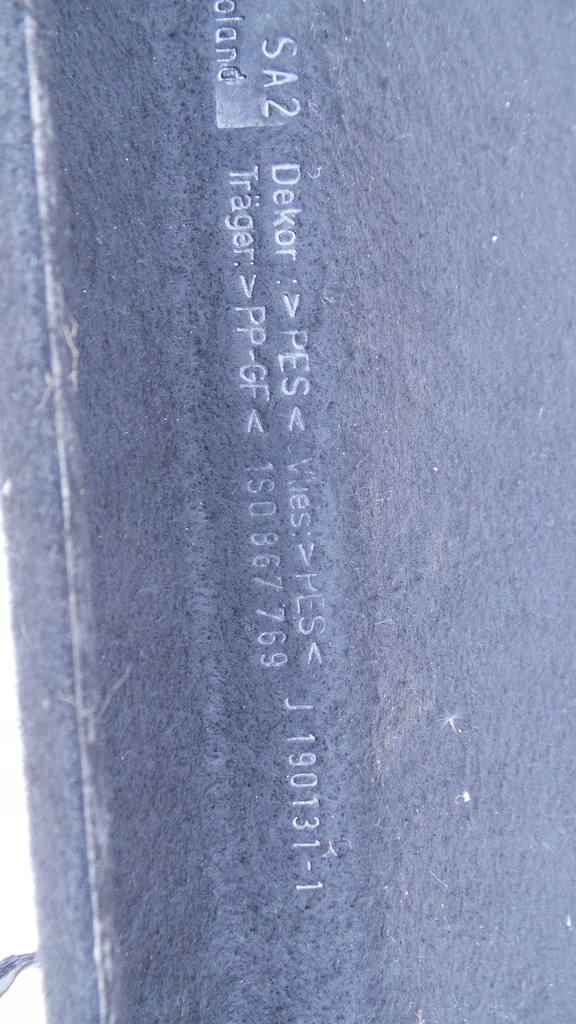 SA2 Dekor :>PES< Vlies:>PES< J 190131-1
oland Träger:>PP-GF< 1S0 867 769